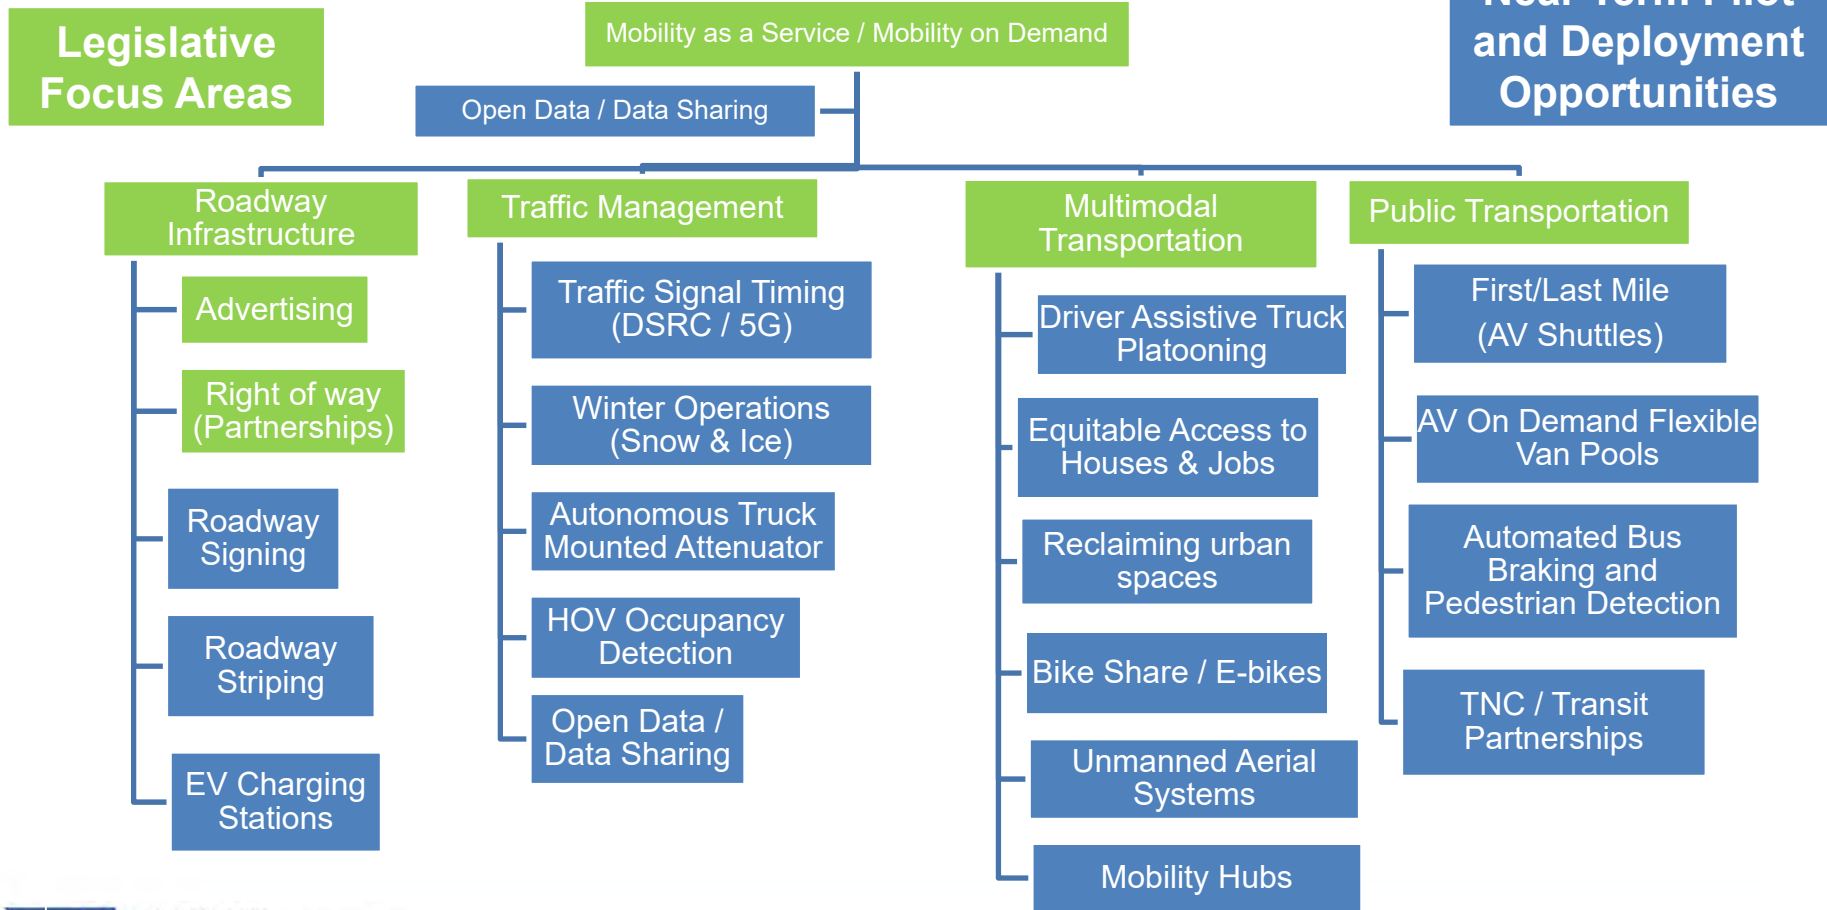 Legislative
Focus Areas
Mobility as a Service / Mobility on Demand
Near Term Pilot
and Deployment
Opportunities
Open Data / Data Sharing
Roadway
Infrastructure
Advertising
Right of way
(Partnerships)
Roadway
Signing
Roadway
Striping
EV Charging
Stations
Traffic Management
Traffic Signal Timing
(DSRC / 5G)
Winter Operations
(Snow & Ice)
Autonomous Truck
Mounted Attenuator
HOV Occupancy
Detection
Open Data /
Data Sharing
Multimodal
Transportation
Driver Assistive Truck
Platooning
Equitable Access to
Houses & Jobs
Reclaiming urban
spaces
Bike Share / E-bikes
Unmanned Aerial
Systems
Mobility Hubs
Public Transportation
First/Last Mile
(AV Shuttles)
AV On Demand Flexible
Van Pools
Automated Bus
Braking and
Pedestrian Detection
TNC / Transit
Partnerships